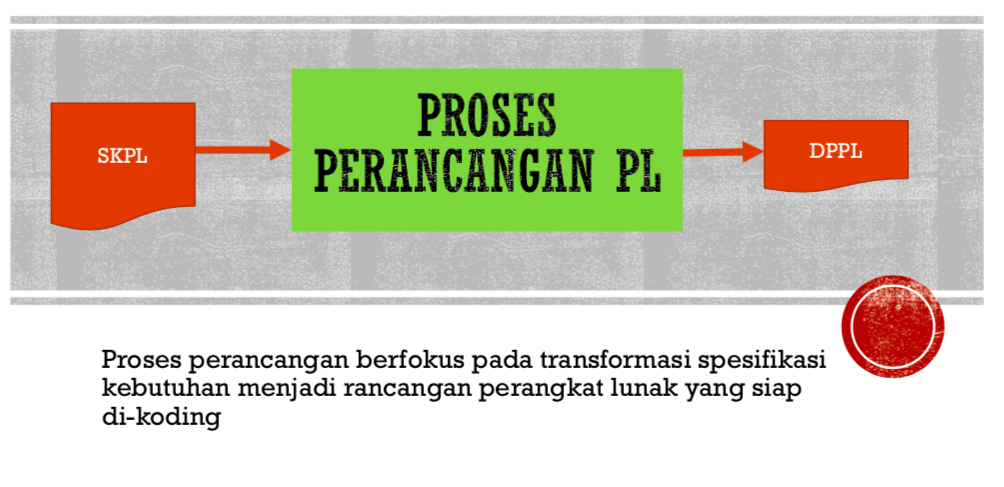 SKPL
PROSES
PERANCANGAN PL
DPPL
Proses perancangan berfokus pada transformasi spesifikasi
kebutuhan menjadi rancangan perangkat lunak yang siap
di-koding